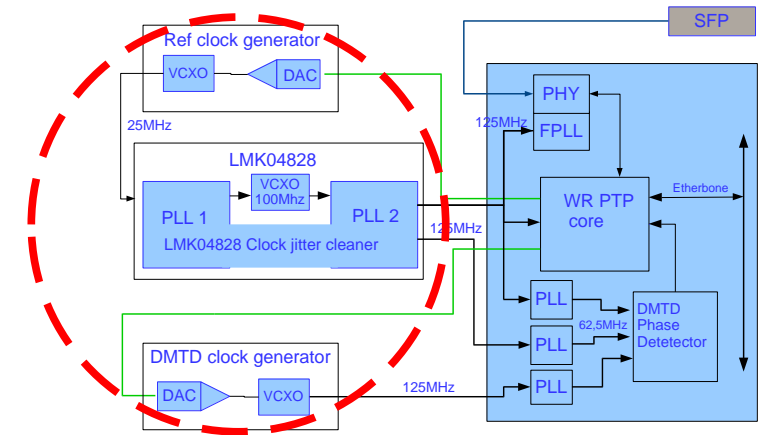 SFP
Ref clock generator
VCXO
DAC
25MHz
LMK04828
VCXO
100Mhz
PLL 1
PLL 2
LMK04828 Clock jitter cleaner
125MHz
125MHz
PHY
FPLL
WR PTP
core
Etherbone
PLL
PLL
PLL
62,5MHz
DMTD
Phase
Detetector
DMTD clock generator
DAC
VCXO
125MHz